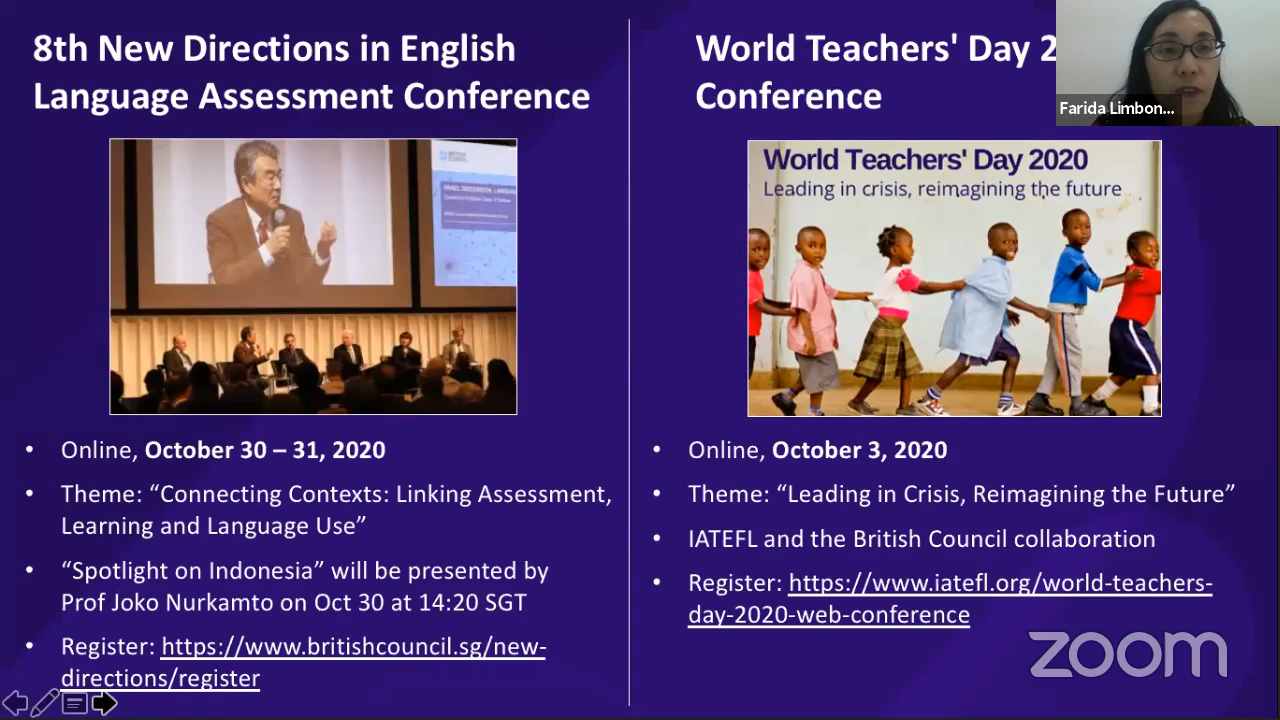 8th New Directions in English
Language Assessment Conference
BRITISH
COUNCIL
Online, October 30 – 31, 2020
Theme: “Connecting Contexts: Linking Assessment,
Learning and Language Use”
“Spotlight on Indonesia” will be presented by
Prof Joko Nurkamto on Oct 30 at 14:20 SGT
Register: https://www.britishcouncil.sg/new-
directions/register
World Teachers' Day 2
Conference
Farida Limbon...
World Teachers' Day 2020
Leading in crisis, reimagining the future
Online, October 3, 2020
Theme: “Leading in Crisis, Reimagining the Future”
IATEFL and the British Council collaboration
Register: https://www.iatefl.org/world-teachers-
day-2020-web-conference
zoom